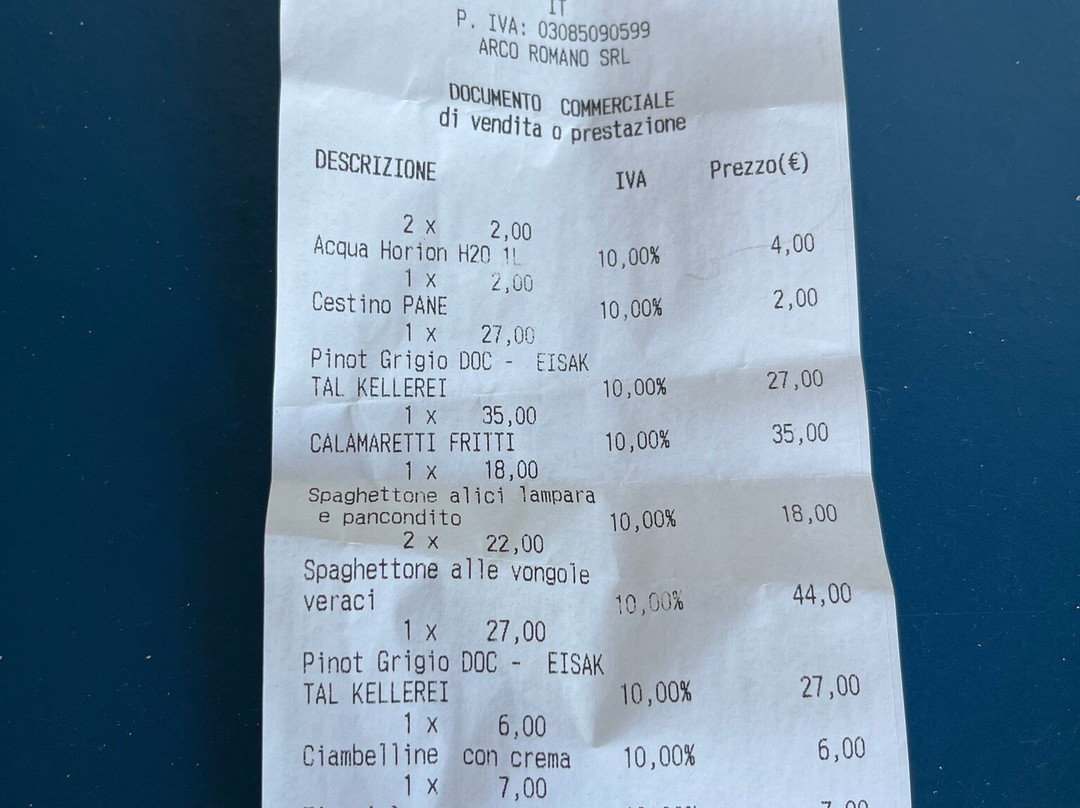 IT
P. IVA: 03085090599
ARCO ROMANO SRL
DOCUMENTO COMMERCIALE
di vendita o prestazione
DESCRIZIONE IVA Prezzo(€)
2 x 2,00
Acqua Horion H2O 1L 10,00% 4,00
1 x 2,00
Cestino PANE 10,00% 2,00
1 x 27,00
Pinot Grigio DOC - EISAK
TAL KELLEREI 10,00% 27,00
1 x 35,00
CALAMARETTI FRITTI 10,00% 35,00
1 x 18,00
Spaghettone alici lampara
e pancondito 10,00% 18,00
2 x 22,00
Spaghettone alle vongole
veraci 10,00% 44,00
1 x 27,00
Pinot Grigio DOC - EISAK
TAL KELLEREI 10,00% 27,00
1 x 6,00
Ciambelline con crema 10,00% 6,00
1 x 7,00
7,00